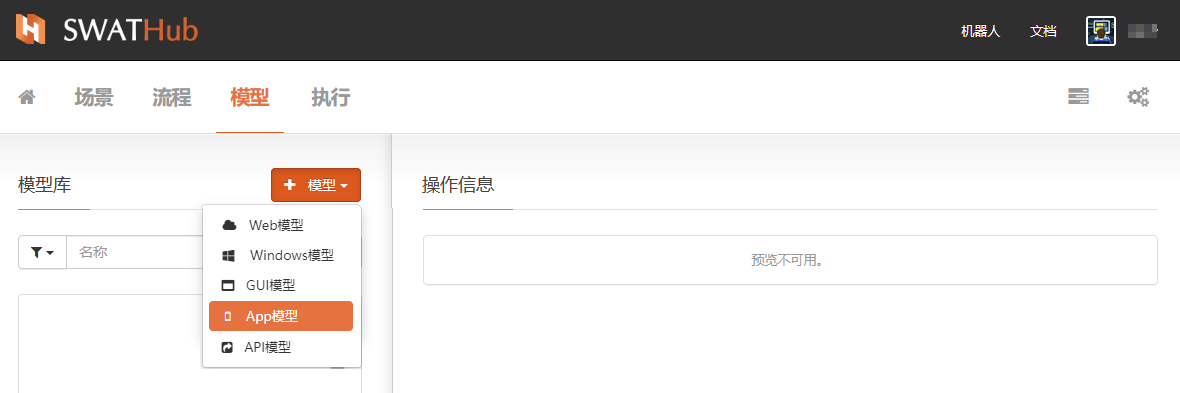 SWATHub
机器人 文档
场景 流程 模型 执行
模型库
模型
操作信息
Web模型
Windows模型
GUI模型
App模型
API模型
名称
预览不可用。